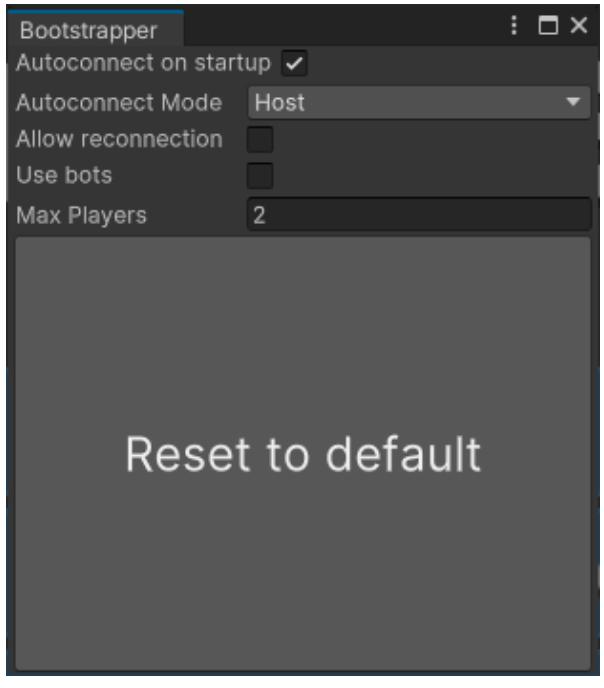 Bootstrapper
Autoconnect on startup
Autoconnect Mode Host
Allow reconnection
Use bots
Max Players 2
Reset to default